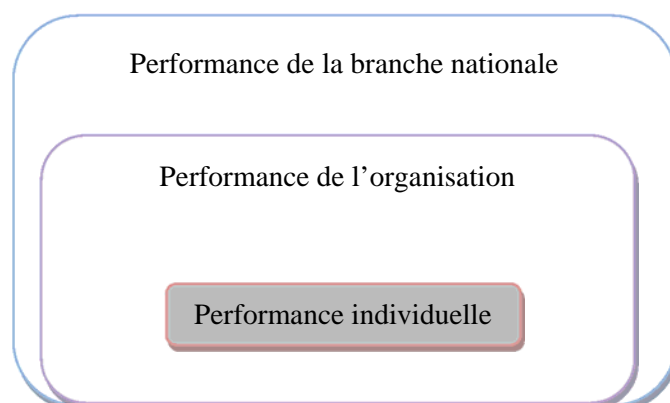 Performance de la branche nationale
Performance de l’organisation
Performance individuelle